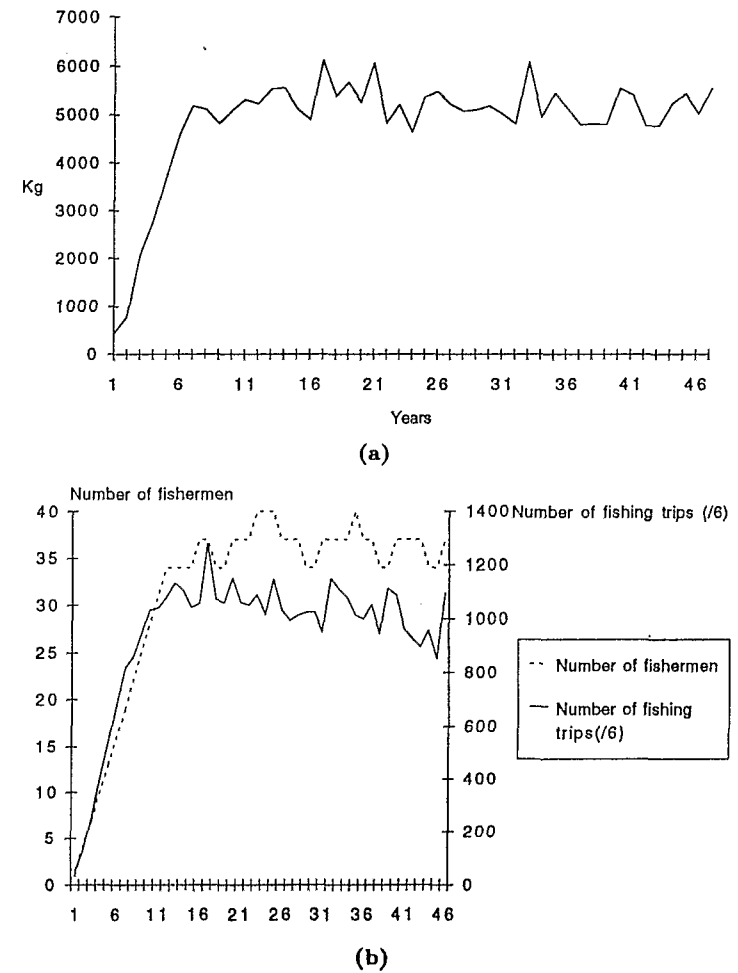 7000
6000
5000
4000
Kg
3000
2000
1000
0
1 6 11 16 21 26 31 36 41 46
Years
(a)
Number of fishermen
40 1400 Number of fishing trips (/6)
35 1200
30 1000
25 800
20 600
15 400
10 200
5
0 0
1 6 11 16 21 26 31 36 41 46
Number of fishermen
Number of fishing
trips(/6)
(b)